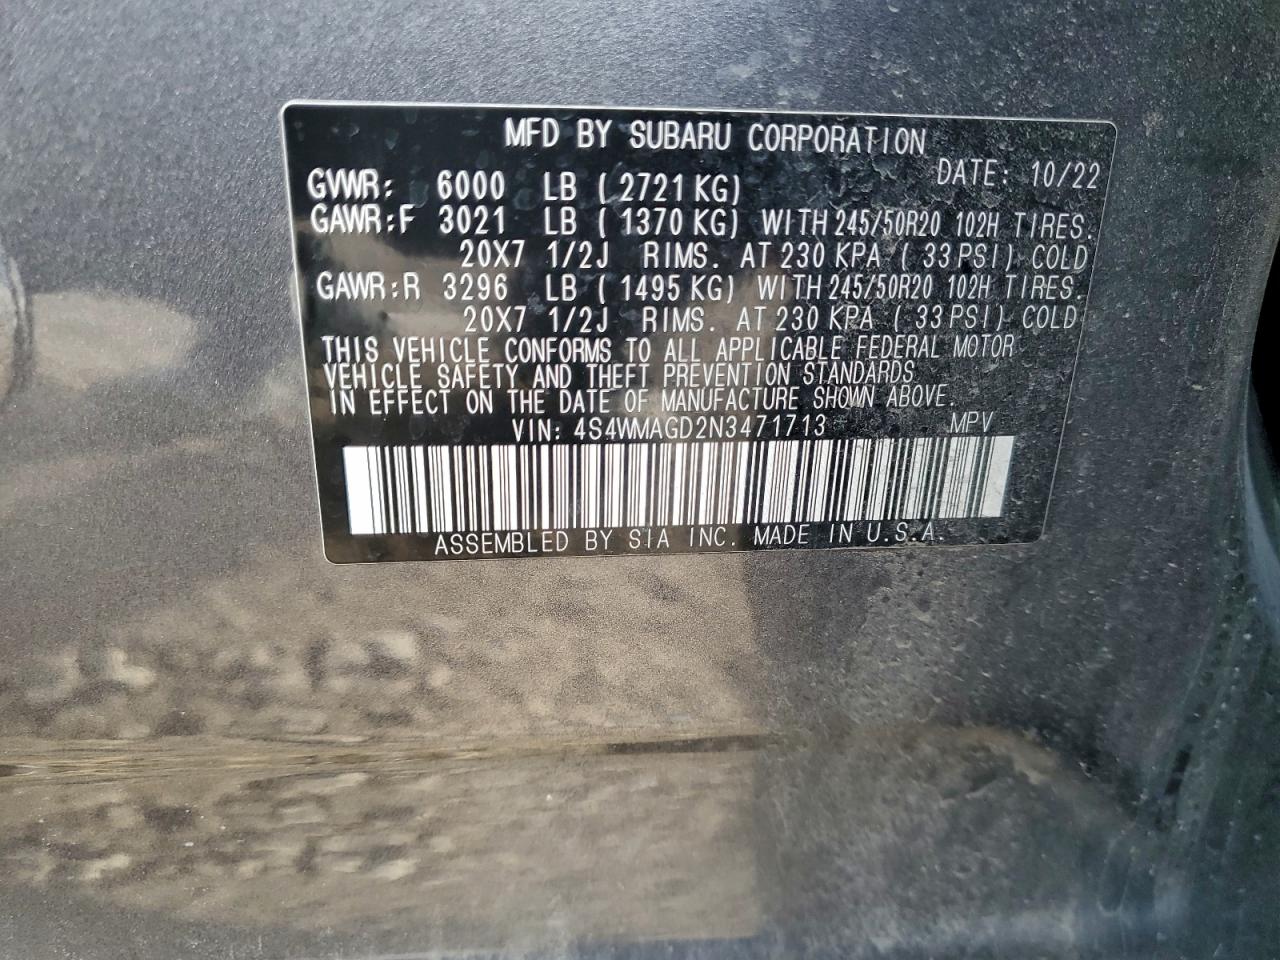 MFD BY SUBARU CORPORATION
DATE: 10/22
GVWR: 6000 LB (2721 KG)
GAWR:F 3021 LB (1370 KG) WITH 245/50R20 102H TIRES.
20X7 1/2J RIMS. AT 230 KPA (33 PSI) COLD
GAWR:R 3296 LB (1495 KG) WITH 245/50R20 102H TIRES.
20X7 1/2J RIMS. AT 230 KPA (33 PSI) COLD
THIS VEHICLE CONFORMS TO ALL APPLICABLE FEDERAL MOTOR
VEHICLE SAFETY AND THEFT PREVENTION STANDARDS
IN EFFECT ON THE DATE OF MANUFACTURE SHOWN ABOVE.
VIN: 4S4WMAGD2N3471713 MPV
ASSEMBLED BY SIA INC. MADE IN U.S.A.